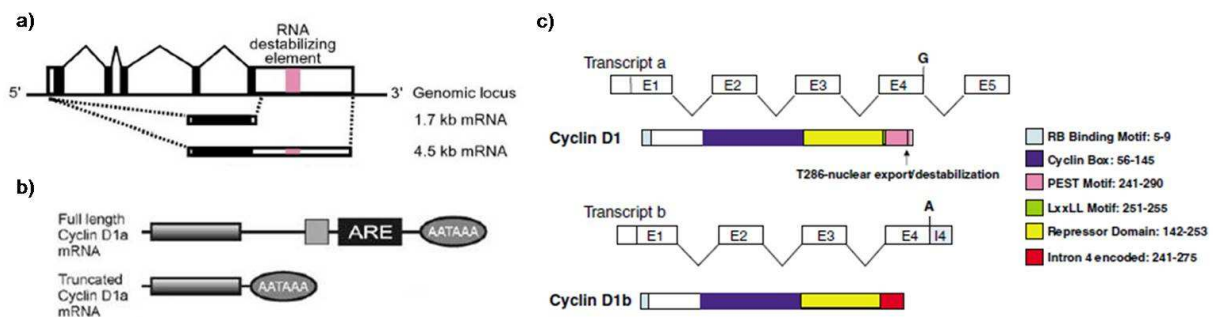 a)
RNA
destabilizing
element
5'
3'
Genomic locus
1.7 kb mRNA
4.5 kb mRNA
b)
Full length
Cyclin D1a
mRNA
ARE
AATAAA
Truncated
Cyclin D1a
mRNA
AATAAA
c)
Transcript a
G
E1
E2
E3
E4
E5
Cyclin D1
T286-nuclear export/destabilization
Transcript b
A
E1
E2
E3
E4
I4
Cyclin D1b
RB Binding Motif: 5-9
Cyclin Box: 56-145
PEST Motif: 241-290
LxxLL Motif: 251-255
Repressor Domain: 142-253
Intron 4 encoded: 241-275